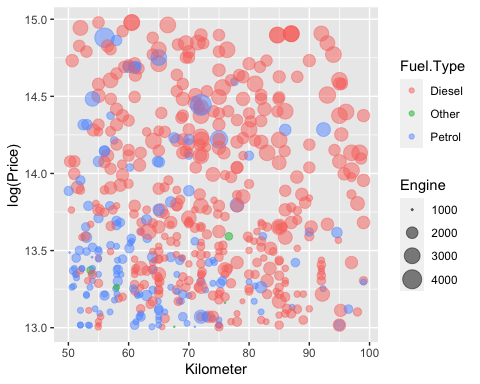 15.0
14.5
14.0
13.5
13.0
log(Price)
50 60 70 80 90 100
Kilometer
Fuel.Type
Diesel
Other
Petrol
Engine
1000
2000
3000
4000